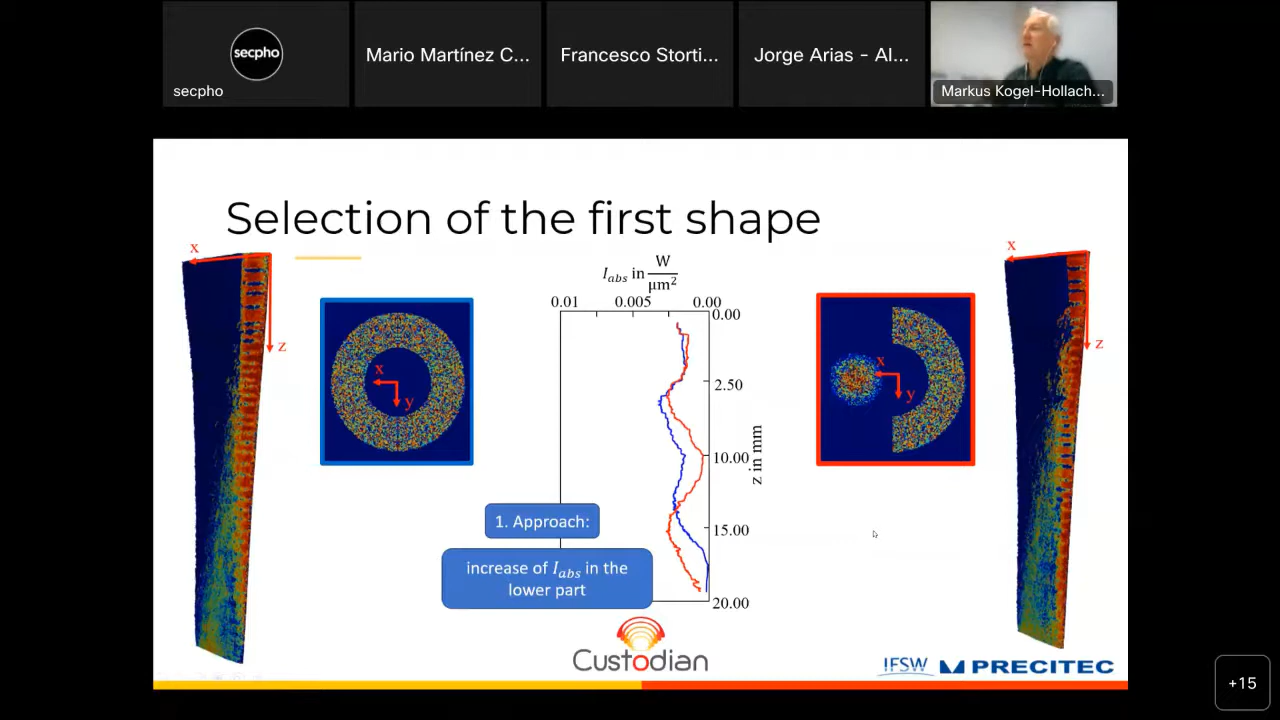 secpho
secpho
Mario Martínez C...
Francesco Storti...
Jorge Arias - Al...
Markus Kogel-Hollach...
Selection of the first shape
x
z
x
y
I_abs in W/μm²
0.01 0.005 0.00
0.00
2.50
10.00
15.00
20.00
z in mm
1. Approach:
increase of I_abs in the
lower part
x
y
x
z
Custodian
IFSW PRECITEC
+15